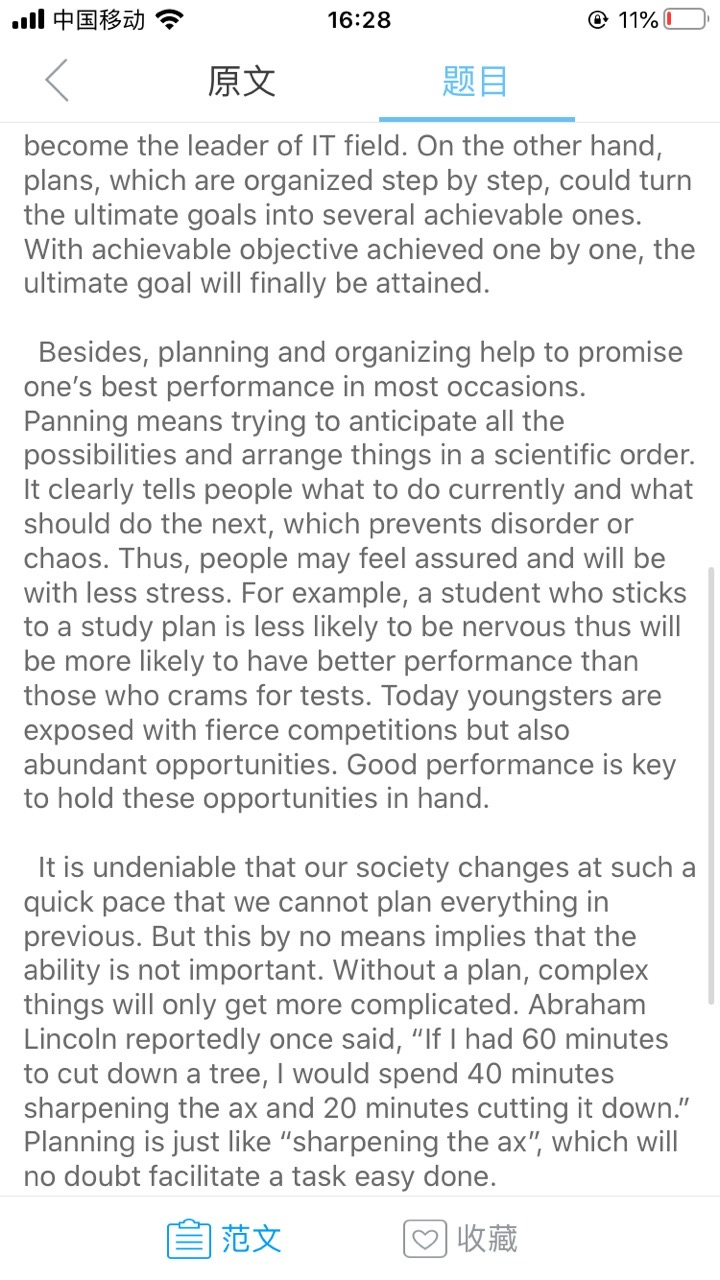 中国移动 16:28 11%
原文 题目
become the leader of IT field. On the other hand,
plans, which are organized step by step, could turn
the ultimate goals into several achievable ones.
With achievable objective achieved one by one, the
ultimate goal will finally be attained.
Besides, planning and organizing help to promise
one’s best performance in most occasions.
Panning means trying to anticipate all the
possibilities and arrange things in a scientific order.
It clearly tells people what to do currently and what
should do the next, which prevents disorder or
chaos. Thus, people may feel assured and will be
with less stress. For example, a student who sticks
to a study plan is less likely to be nervous thus will
be more likely to have better performance than
those who crams for tests. Today youngsters are
exposed with fierce competitions but also
abundant opportunities. Good performance is key
to hold these opportunities in hand.
It is undeniable that our society changes at such a
quick pace that we cannot plan everything in
previous. But this by no means implies that the
ability is not important. Without a plan, complex
things will only get more complicated. Abraham
Lincoln reportedly once said, “If I had 60 minutes
to cut down a tree, I would spend 40 minutes
sharpening the ax and 20 minutes cutting it down.”
Planning is just like “sharpening the ax”, which will
no doubt facilitate a task easy done.
范文 收藏